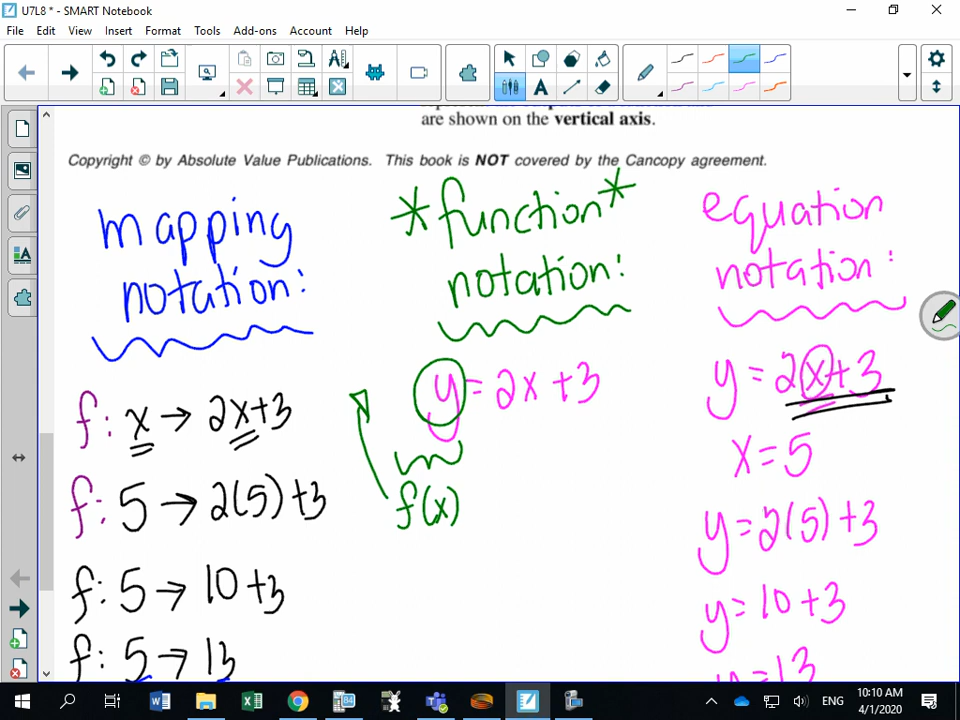 U7L8 * - SMART Notebook
File Edit View Insert Format Tools Add-ons Account Help
are shown on the vertical axis.
Copyright © by Absolute Value Publications. This book is NOT covered by the Cancopy agreement.
mapping
notation:
f: x → 2x+3
f: 5 → 2(5)+3
f: 5 → 10+3
f: 5 → 13
*function*
notation:
y = 2x +3
f(x)
equation
notation:
y = 2x+3
x = 5
y = 2(5)+3
y = 10+3
y = 13
ENG
10:10 AM
4/1/2020